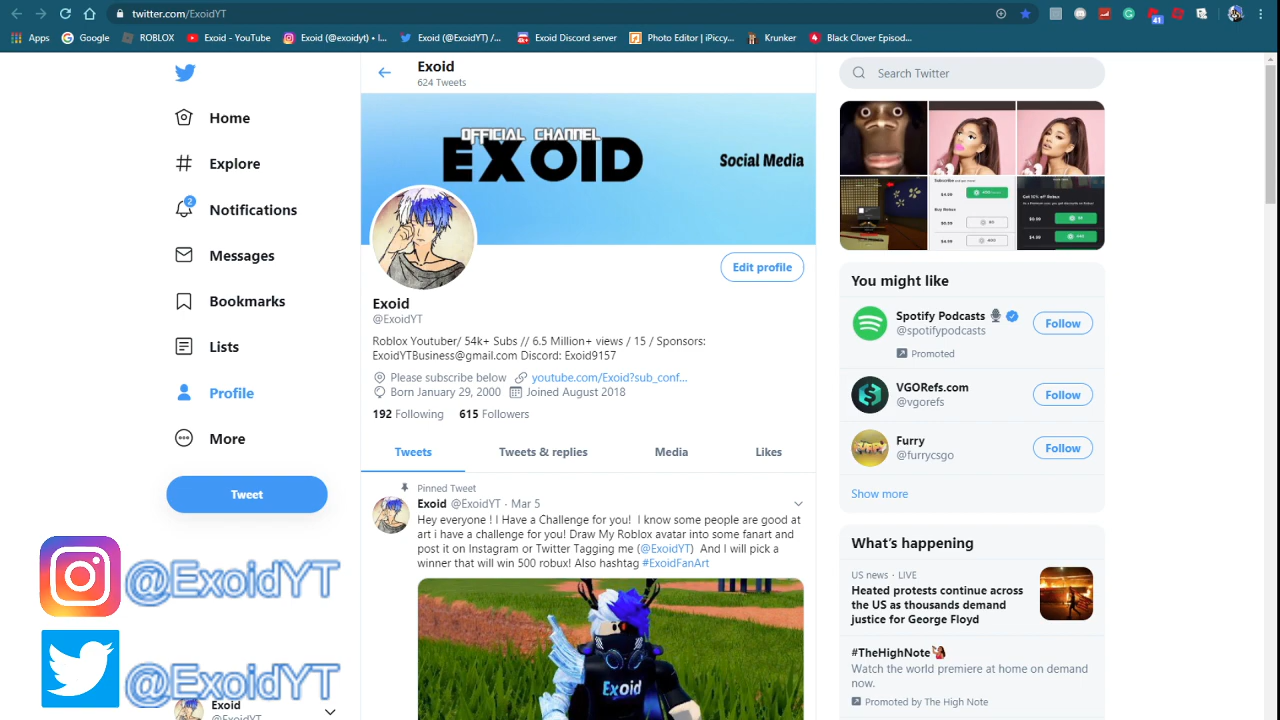 twitter.com/ExoidYT
41
Apps
Google
ROBLOX
Exoid - YouTube
Exoid (@exoidyt) • I...
Exoid (@ExoidYT) /...
Exoid Discord server
Photo Editor | iPiccy...
Krunker
Black Clover Episod...
Exoid
624 Tweets
Search Twitter
Home
Explore
2
Notifications
Messages
Bookmarks
Lists
Profile
More
Tweet
OFFICIAL CHANNEL
EXOID
Social Media
Edit profile
Exoid
@ExoidYT
Roblox Youtuber/ 54k+ Subs // 6.5 Million+ views / 15 / Sponsors:
ExoidYTBusiness@gmail.com Discord: Exoid9157
Please subscribe below youtube.com/Exoid?sub_conf...
Born January 29, 2000 Joined August 2018
192 Following 615 Followers
Tweets
Tweets & replies
Media
Likes
Pinned Tweet
Exoid @ExoidYT · Mar 5
Hey everyone ! I Have a Challenge for you! I know some people are good at
art i have a challenge for you! Draw My Roblox avatar into some fanart and
post it on Instagram or Twitter Tagging me (@ExoidYT) And I will pick a
winner that will win 500 robux! Also hashtag #ExoidFanArt
Exoid
You might like
Spotify Podcasts
@spotifypodcasts
Follow
Promoted
VGORefs.com
@vgorefs
Follow
Furry
@furrycsgo
Follow
Show more
What's happening
US news · LIVE
Heated protests continue across
the US as thousands demand
justice for George Floyd
#TheHighNote
Watch the world premiere at home on demand
now.
Promoted by The High Note
@ExoidYT
@ExoidYT
Exoid
@ExoidYT